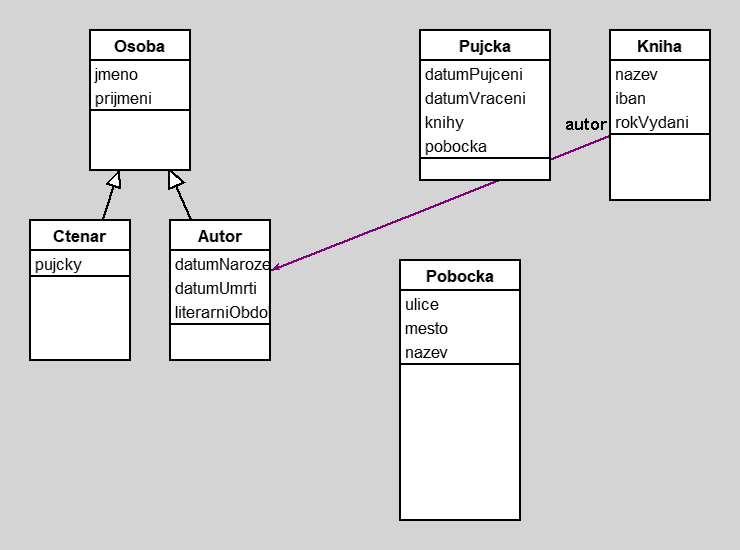 Osoba
jmeno
prijmeni
Pujcka
datumPujceni
datumVraceni
knihy
pobocka
Kniha
nazev
iban
rokVydani
autor
Ctenar
pujcky
Autor
datumNaroze
datumUmrti
literarniObdo
Pobocka
ulice
mesto
nazev